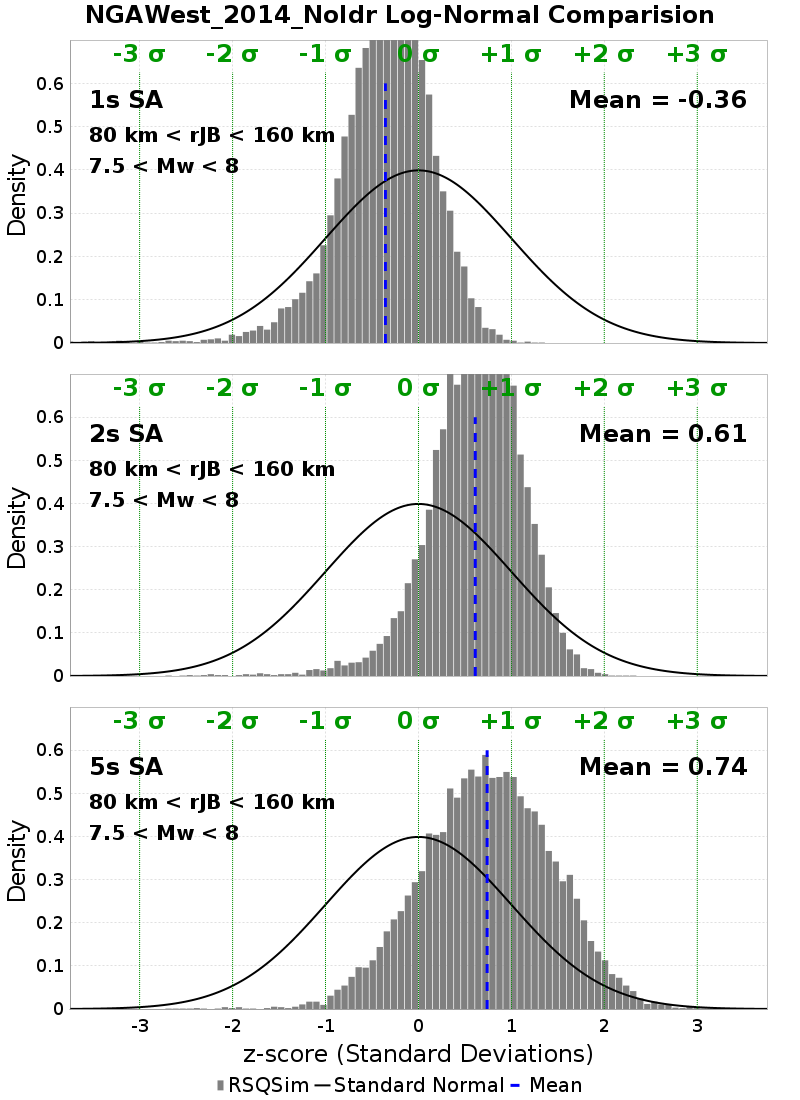 NGAWest_2014_NoIdr Log-Normal Comparision
-3 σ -2 σ -1 σ 0 σ +1 σ +2 σ +3 σ
1s SA
Mean = -0.36
80 km < rJB < 160 km
7.5 < Mw < 8
Density
0.6
0.5
0.4
0.3
0.2
0.1
0
-3 σ -2 σ -1 σ 0 σ +1 σ +2 σ +3 σ
2s SA
Mean = 0.61
80 km < rJB < 160 km
7.5 < Mw < 8
Density
0.6
0.5
0.4
0.3
0.2
0.1
0
-3 σ -2 σ -1 σ 0 σ +1 σ +2 σ +3 σ
5s SA
Mean = 0.74
80 km < rJB < 160 km
7.5 < Mw < 8
Density
0.6
0.5
0.4
0.3
0.2
0.1
0
-3 -2 -1 0 1 2 3
z-score (Standard Deviations)
RSQSim Standard Normal Mean